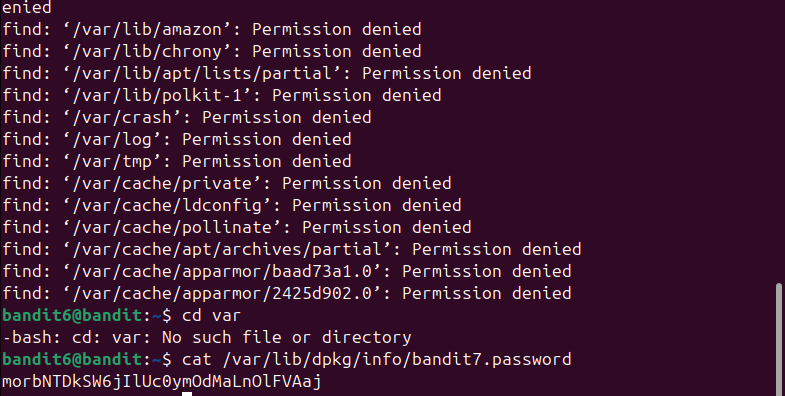 enied
find: ‘/var/lib/amazon’: Permission denied
find: ‘/var/lib/chrony’: Permission denied
find: ‘/var/lib/apt/lists/partial’: Permission denied
find: ‘/var/lib/polkit-1’: Permission denied
find: ‘/var/crash’: Permission denied
find: ‘/var/log’: Permission denied
find: ‘/var/tmp’: Permission denied
find: ‘/var/cache/private’: Permission denied
find: ‘/var/cache/ldconfig’: Permission denied
find: ‘/var/cache/pollinate’: Permission denied
find: ‘/var/cache/apt/archives/partial’: Permission denied
find: ‘/var/cache/apparmor/baad73a1.0’: Permission denied
find: ‘/var/cache/apparmor/2425d902.0’: Permission denied
bandit6@bandit:~$ cd var
-bash: cd: var: No such file or directory
bandit6@bandit:~$ cat /var/lib/dpkg/info/bandit7.password
morbNTDkSW6jIlUc0ymOdMaLnOlFVAaj